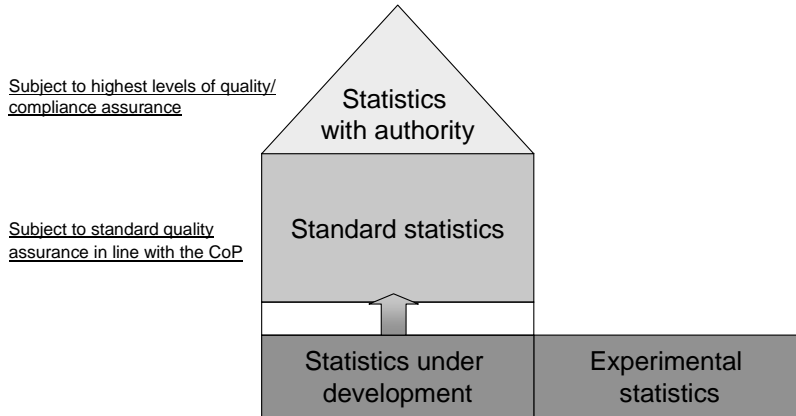 Subject to highest levels of quality/
compliance assurance
Statistics
with authority
Subject to standard quality
assurance in line with the CoP
Standard statistics
Statistics under
development
Experimental
statistics